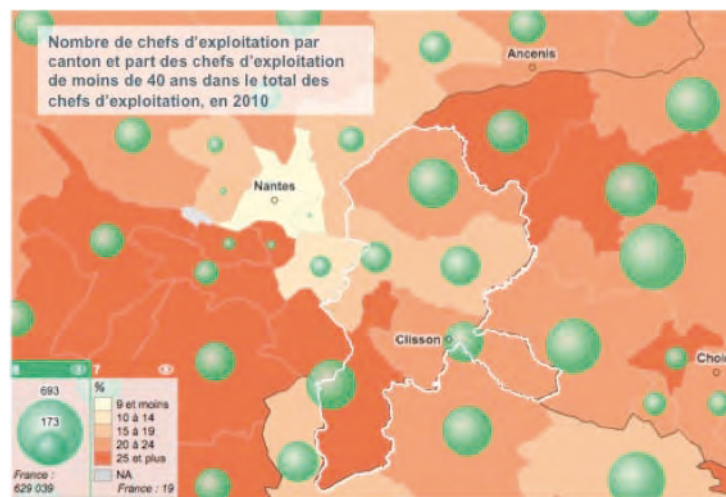 Nombre de chefs d'exploitation par
canton et part des chefs d'exploitation
de moins de 40 ans dans le total des
chefs d'exploitation, en 2010
Ancenis
Nantes
Clisson
8
7
693
173
France :
629 039
%
9 et moins
10 à 14
15 à 19
20 à 24
25 et plus
NA
France : 19